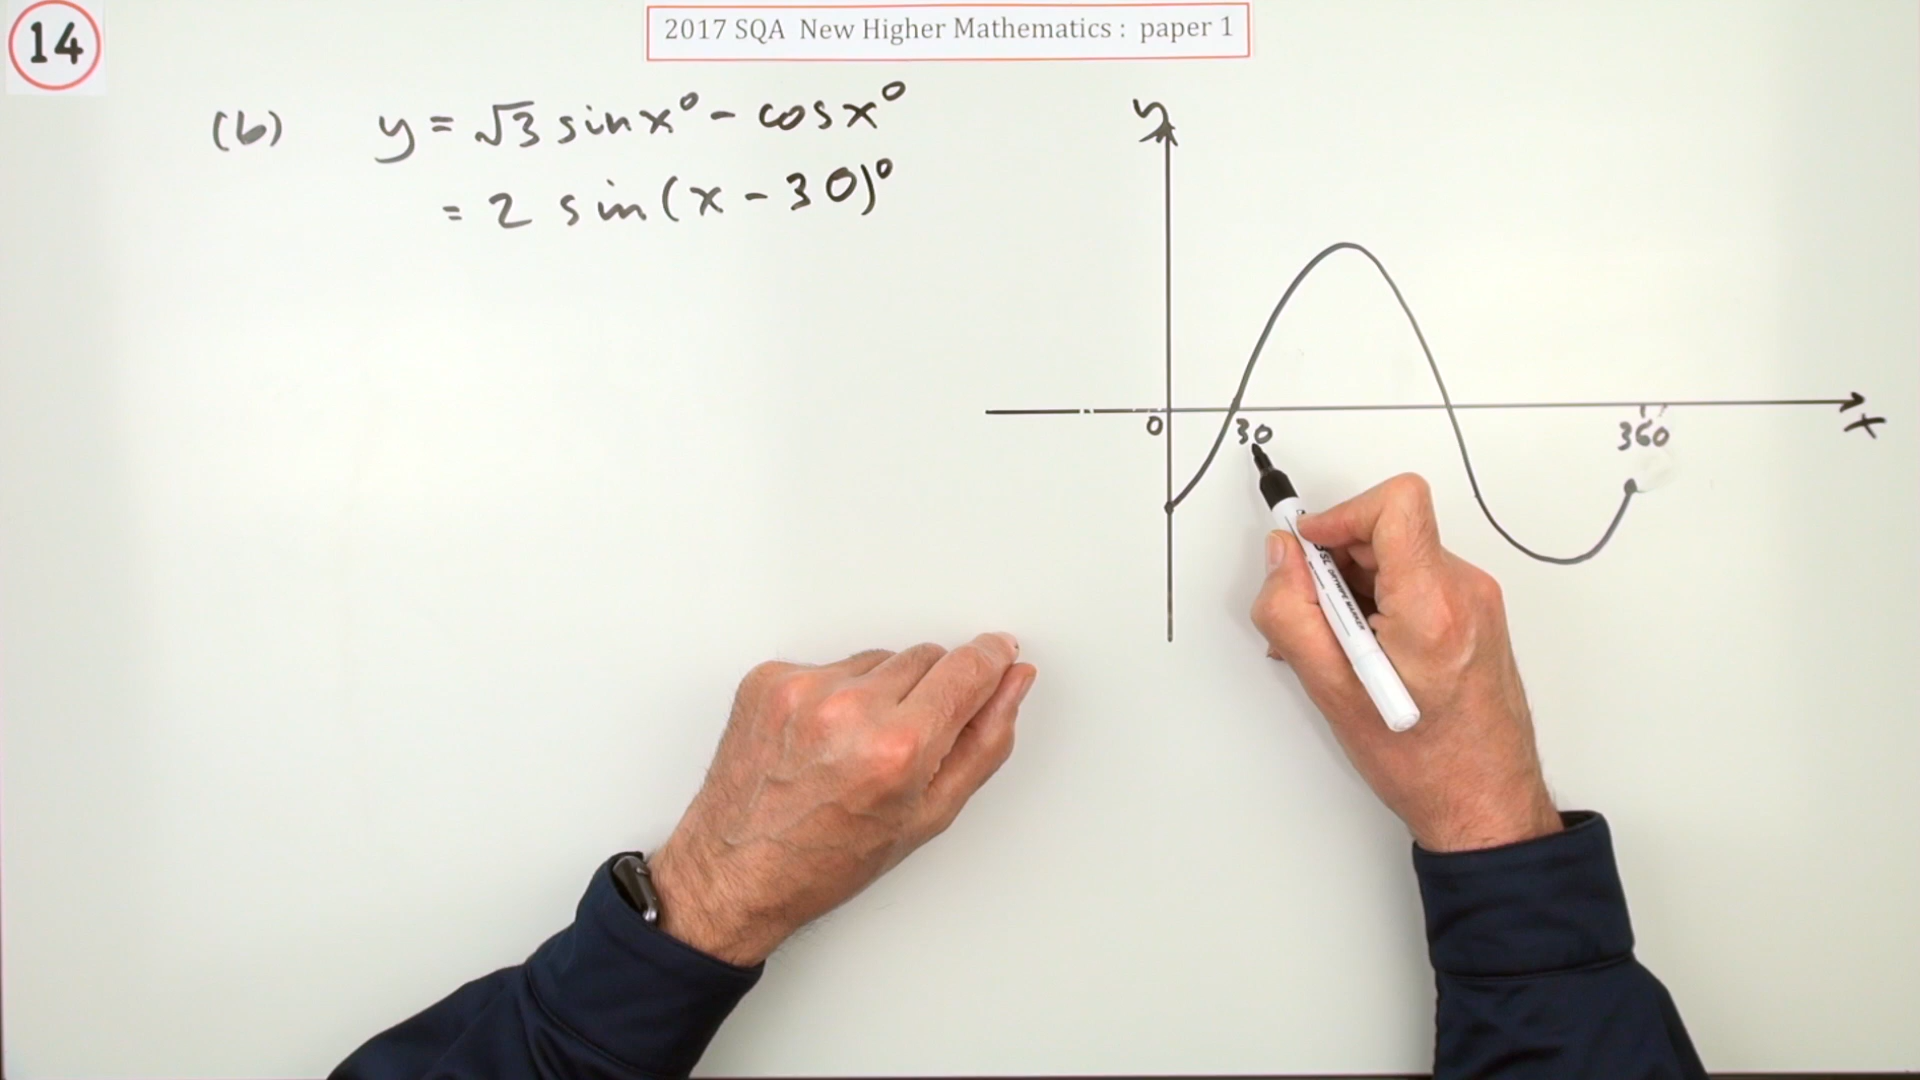 14
2017 SQA New Higher Mathematics : paper 1
(b) y = √3 sin x° - cos x°
= 2 sin(x - 30)°
y
0
30
360
x